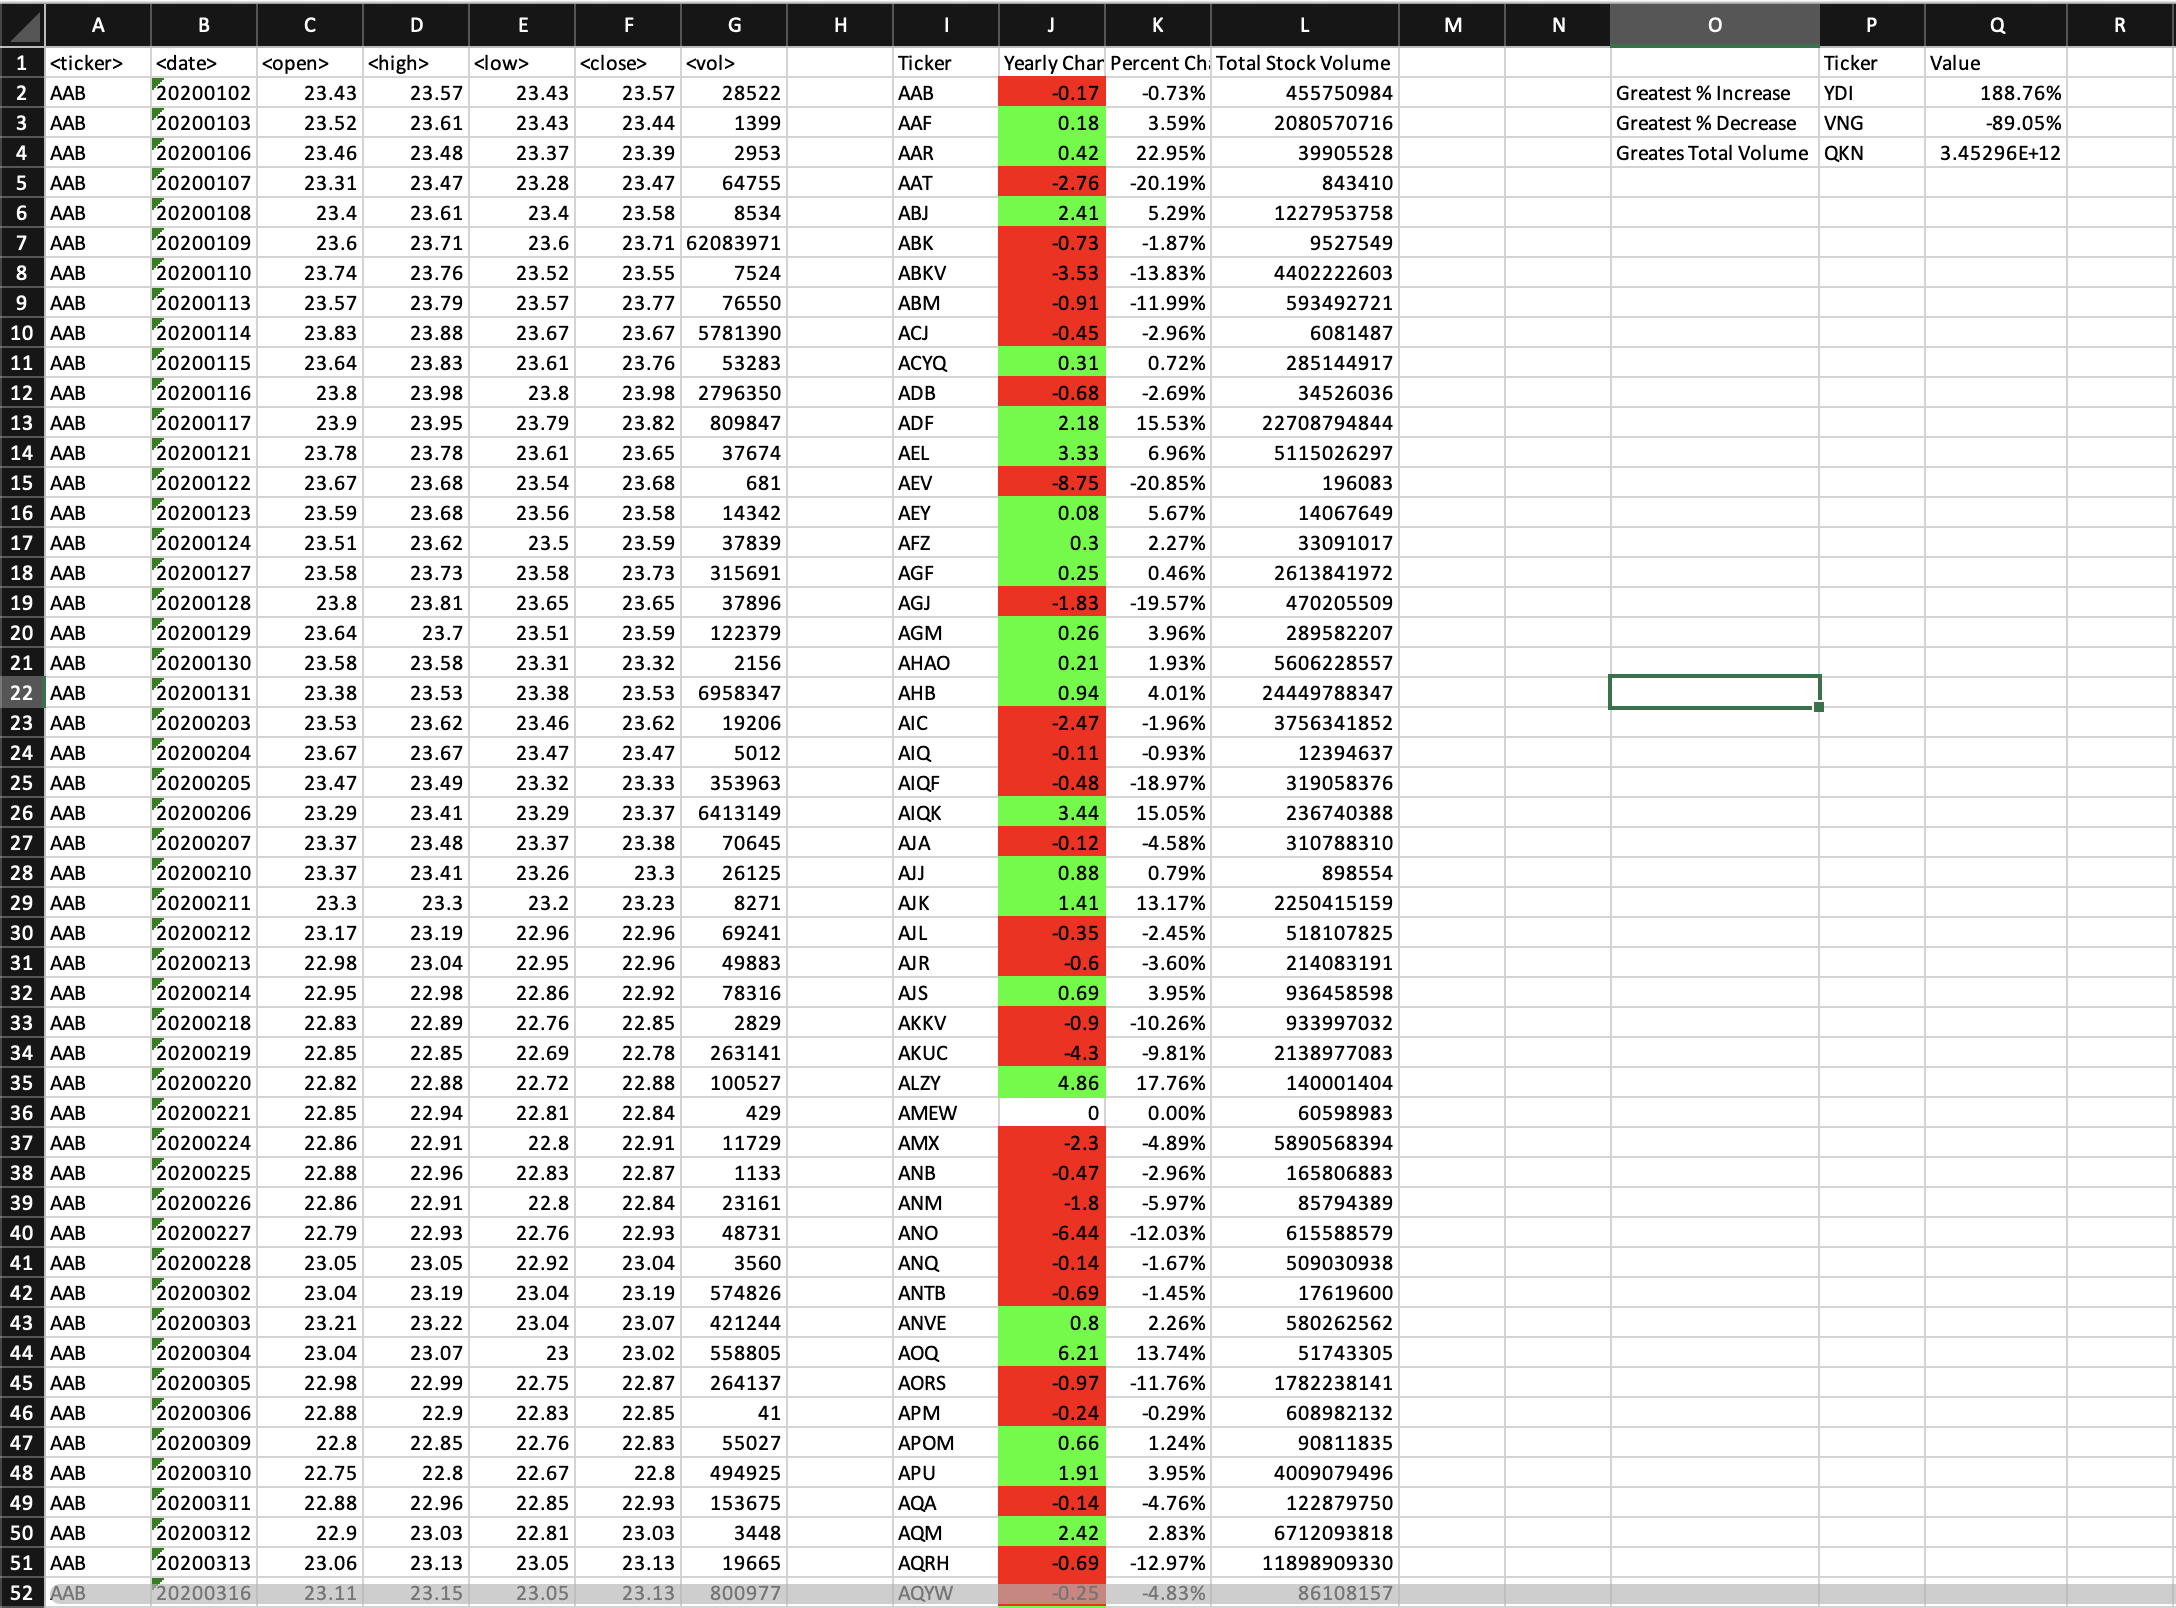 A B C D E F G H I J K L M N O P Q R
1 <ticker> <date> <open> <high> <low> <close> <vol> Ticker Yearly Char Percent Ch Total Stock Volume Ticker Value
2 AAB 20200102 23.43 23.57 23.43 23.57 28522 AAB -0.17 -0.73% 455750984 Greatest % Increase YDI 188.76%
3 AAB 20200103 23.52 23.61 23.43 23.44 1399 AAF 0.18 3.59% 2080570716 Greatest % Decrease VNG -89.05%
4 AAB 20200106 23.46 23.48 23.37 23.39 2953 AAR 0.42 22.95% 39905528 Greates Total Volume QKN 3.45296E+12
5 AAB 20200107 23.31 23.47 23.28 23.47 64755 AAT -2.76 -20.19% 843410
6 AAB 20200108 23.4 23.61 23.4 23.58 8534 ABJ 2.41 5.29% 1227953758
7 AAB 20200109 23.6 23.71 23.6 23.71 62083971 ABK -0.73 -1.87% 9527549
8 AAB 20200110 23.74 23.76 23.52 23.55 7524 ABKV -3.53 -13.83% 4402222603
9 AAB 20200113 23.57 23.79 23.57 23.77 76550 ABM -0.91 -11.99% 593492721
10 AAB 20200114 23.83 23.88 23.67 23.67 5781390 ACJ -0.45 -2.96% 6081487
11 AAB 20200115 23.64 23.83 23.61 23.76 53283 ACYQ 0.31 0.72% 285144917
12 AAB 20200116 23.8 23.98 23.8 23.98 2796350 ADB -0.68 -2.69% 34526036
13 AAB 20200117 23.9 23.95 23.79 23.82 809847 ADF 2.18 15.53% 22708794844
14 AAB 20200121 23.78 23.78 23.61 23.65 37674 AEL 3.33 6.96% 5115026297
15 AAB 20200122 23.67 23.68 23.54 23.68 681 AEV -8.75 -20.85% 196083
16 AAB 20200123 23.59 23.68 23.56 23.58 14342 AEY 0.08 5.67% 14067649
17 AAB 20200124 23.51 23.62 23.5 23.59 37839 AFZ 0.3 2.27% 33091017
18 AAB 20200127 23.58 23.73 23.58 23.73 315691 AGF 0.25 0.46% 2613841972
19 AAB 20200128 23.8 23.81 23.65 23.65 37896 AGJ -1.83 -19.57% 470205509
20 AAB 20200129 23.64 23.7 23.51 23.59 122379 AGM 0.26 3.96% 289582207
21 AAB 20200130 23.58 23.58 23.31 23.32 2156 AHAO 0.21 1.93% 5606228557
22 AAB 20200131 23.38 23.53 23.38 23.53 6958347 AHB 0.94 4.01% 24449788347
23 AAB 20200203 23.53 23.62 23.46 23.62 19206 AIC -2.47 -1.96% 3756341852
24 AAB 20200204 23.67 23.67 23.47 23.47 5012 AIQ -0.11 -0.93% 12394637
25 AAB 20200205 23.47 23.49 23.32 23.33 353963 AIQF -0.48 -18.97% 319058376
26 AAB 20200206 23.29 23.41 23.29 23.37 6413149 AIQK 3.44 15.05% 236740388
27 AAB 20200207 23.37 23.48 23.37 23.38 70645 AJA -0.12 -4.58% 310788310
28 AAB 20200210 23.37 23.41 23.26 23.3 26125 AJJ 0.88 0.79% 898554
29 AAB 20200211 23.3 23.3 23.2 23.23 8271 AJK 1.41 13.17% 2250415159
30 AAB 20200212 23.17 23.19 22.96 22.96 69241 AJL -0.35 -2.45% 518107825
31 AAB 20200213 22.98 23.04 22.95 22.96 49883 AJR -0.6 -3.60% 214083191
32 AAB 20200214 22.95 22.98 22.86 22.92 78316 AJS 0.69 3.95% 936458598
33 AAB 20200218 22.83 22.89 22.76 22.85 2829 AKKV -0.9 -10.26% 933997032
34 AAB 20200219 22.85 22.85 22.69 22.78 263141 AKUC -4.3 -9.81% 2138977083
35 AAB 20200220 22.82 22.88 22.72 22.88 100527 ALZY 4.86 17.76% 140001404
36 AAB 20200221 22.85 22.94 22.81 22.84 429 AMEW 0 0.00% 60598983
37 AAB 20200224 22.86 22.91 22.8 22.91 11729 AMX -2.3 -4.89% 5890568394
38 AAB 20200225 22.88 22.96 22.83 22.87 1133 ANB -0.47 -2.96% 165806883
39 AAB 20200226 22.86 22.91 22.8 22.84 23161 ANM -1.8 -5.97% 85794389
40 AAB 20200227 22.79 22.93 22.76 22.93 48731 ANO -6.44 -12.03% 615588579
41 AAB 20200228 23.05 23.05 22.92 23.04 3560 ANQ -0.14 -1.67% 509030938
42 AAB 20200302 23.04 23.19 23.04 23.19 574826 ANTB -0.69 -1.45% 17619600
43 AAB 20200303 23.21 23.22 23.04 23.07 421244 ANVE 0.8 2.26% 580262562
44 AAB 20200304 23.04 23.07 23 23.02 558805 AOQ 6.21 13.74% 51743305
45 AAB 20200305 22.98 22.99 22.75 22.87 264137 AORS -0.97 -11.76% 1782238141
46 AAB 20200306 22.88 22.9 22.83 22.85 41 APM -0.24 -0.29% 608982132
47 AAB 20200309 22.8 22.85 22.76 22.83 55027 APOM 0.66 1.24% 90811835
48 AAB 20200310 22.75 22.8 22.67 22.8 494925 APU 1.91 3.95% 4009079496
49 AAB 20200311 22.88 22.96 22.85 22.93 153675 AQA -0.14 -4.76% 122879750
50 AAB 20200312 22.9 23.03 22.81 23.03 3448 AQM 2.42 2.83% 6712093818
51 AAB 20200313 23.06 23.13 23.05 23.13 19665 AQRH -0.69 -12.97% 11898909330
52 AAB 20200316 23.11 23.15 23.05 23.13 800977 AQYW -0.25 -4.83% 86108157